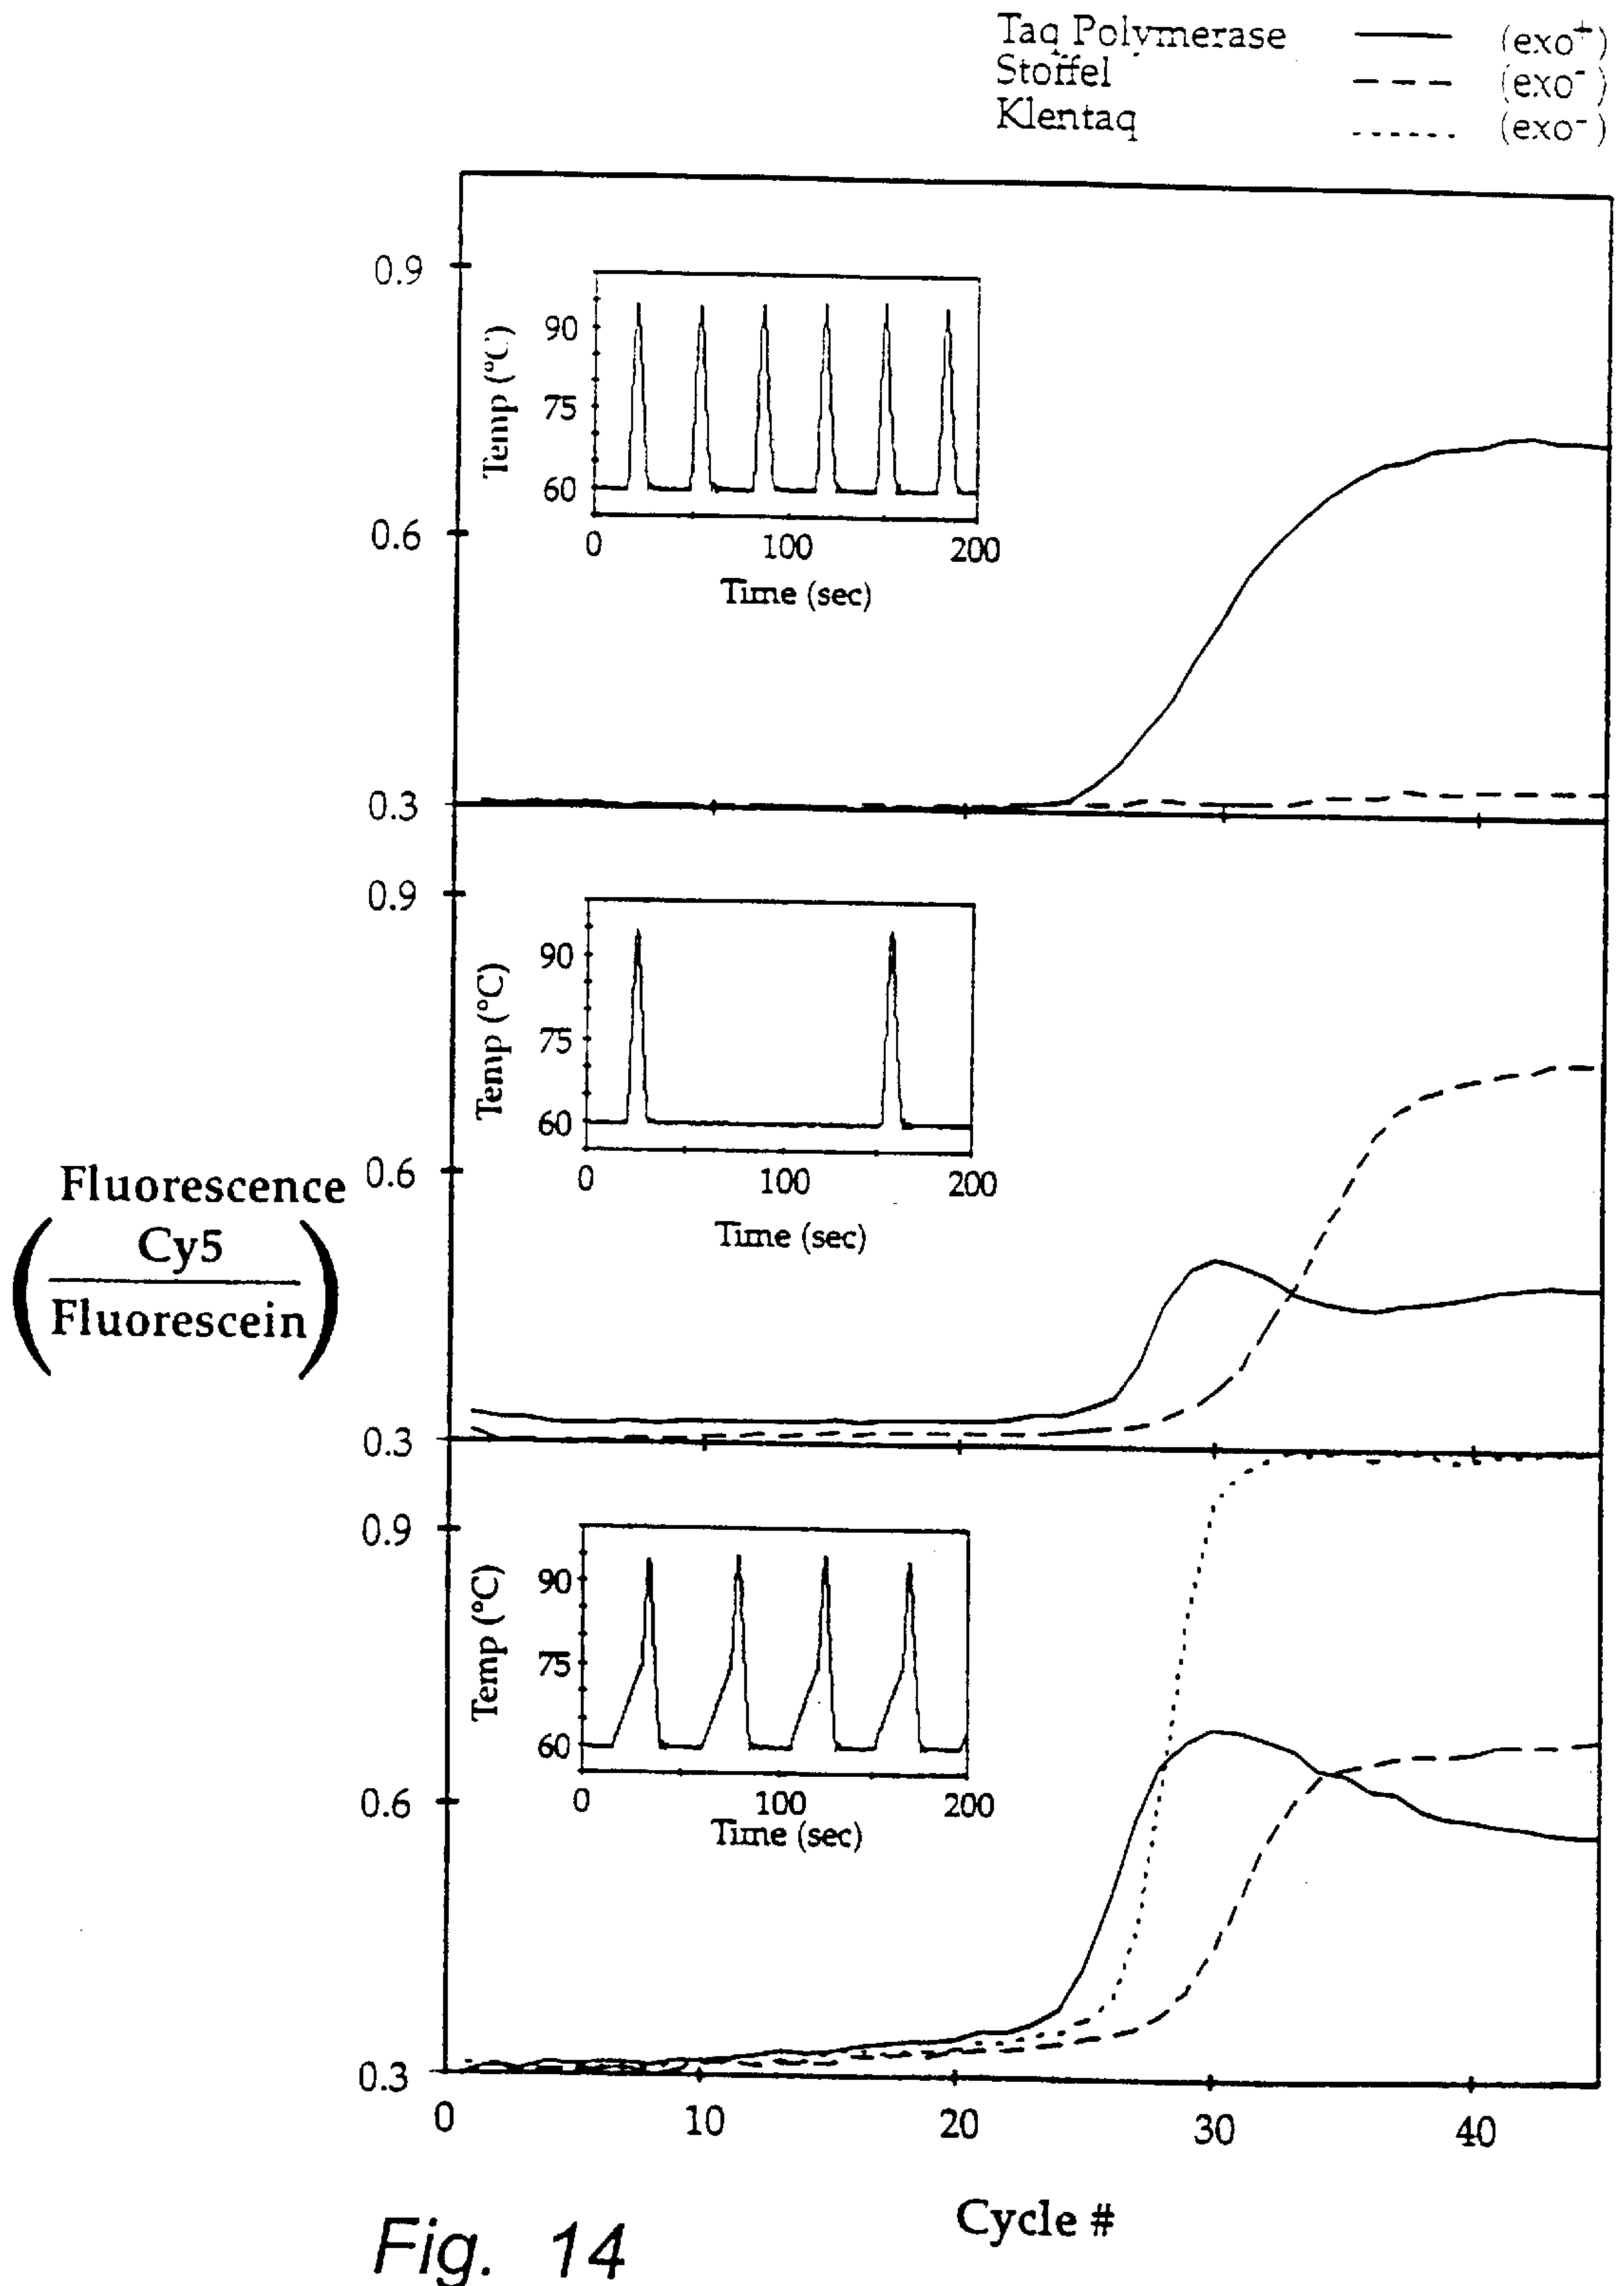 Taq Polymerase (exo+)
Stoffel (exo-)
Klentaq (exo-)
0.9
0.6
0.3
Temp (°C)
90
75
60
0 100 200
Time (sec)
0.9
0.6
0.3
Temp (°C)
90
75
60
0 100 200
Time (sec)
Fluorescence
Cy5
Fluorescein
0.9
0.6
0.3
Temp (°C)
90
75
60
0 100 200
Time (sec)
0 10 20 30 40
Cycle #
Fig. 14